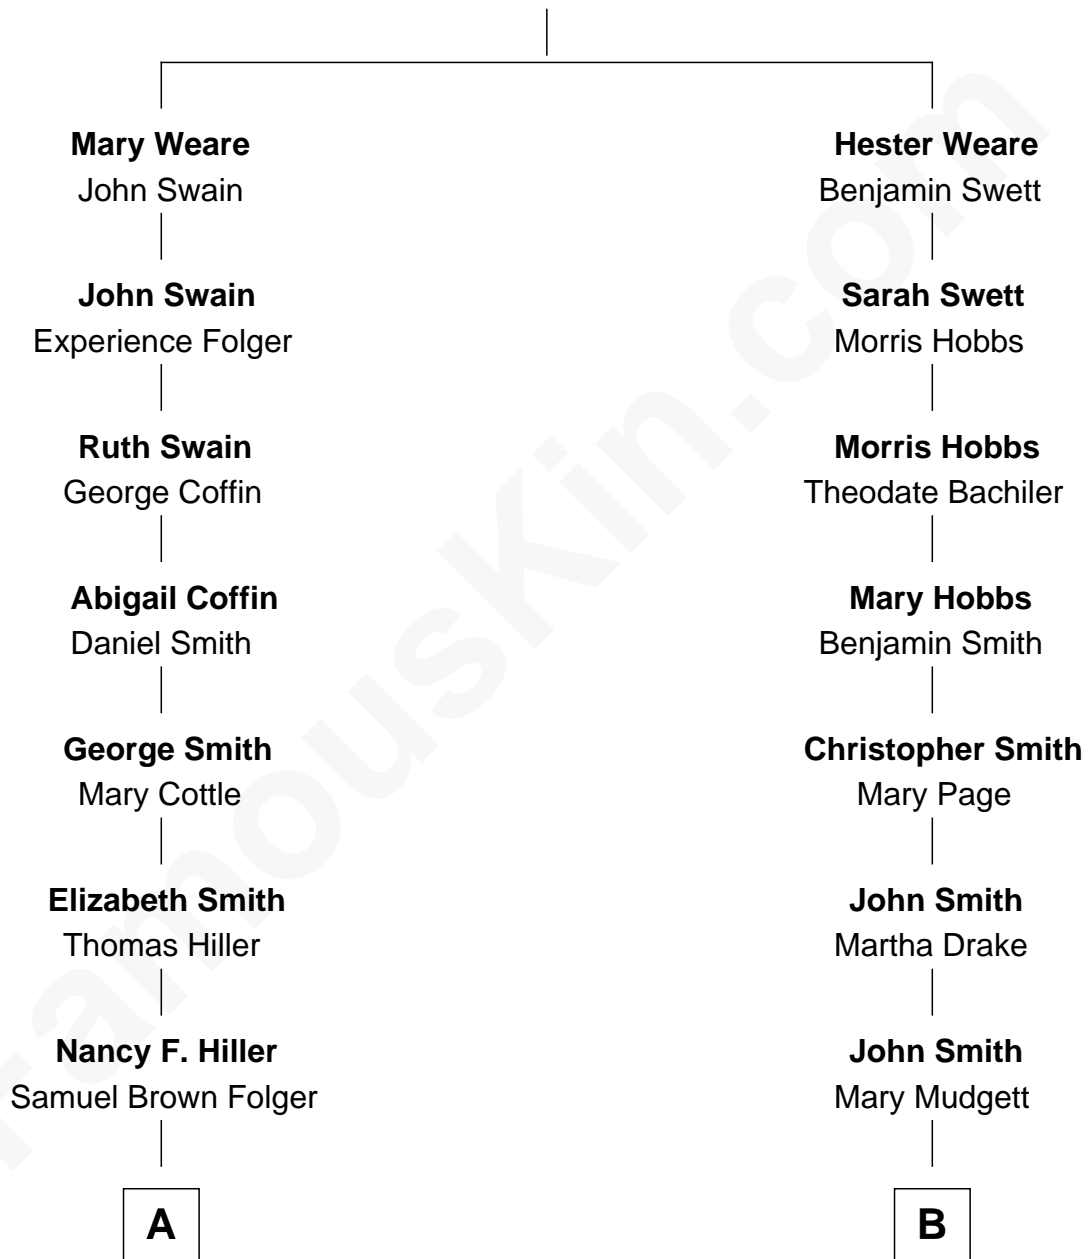 Mary Weare
John Swain
Hester Weare
Benjamin Swett
John Swain
Experience Folger
Sarah Swett
Morris Hobbs
Ruth Swain
George Coffin
Morris Hobbs
Theodate Bachiler
Abigail Coffin
Daniel Smith
Mary Hobbs
Benjamin Smith
George Smith
Mary Cottle
Christopher Smith
Mary Page
Elizabeth Smith
Thomas Hiller
John Smith
Martha Drake
Nancy F. Hiller
Samuel Brown Folger
John Smith
Mary Mudgett
A
B
FamousKin.com